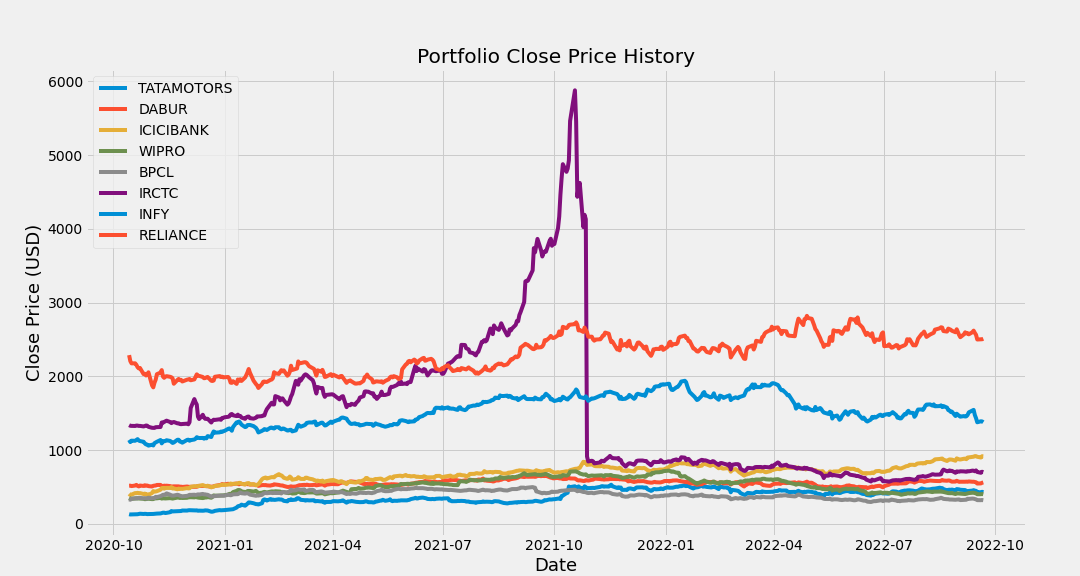 Portfolio Close Price History
6000
5000
4000
3000
2000
1000
0
Close Price (USD)
TATAMOTORS
DABUR
ICICIBANK
WIPRO
BPCL
IRCTC
INFY
RELIANCE
2020-10 2021-01 2021-04 2021-07 2021-10 2022-01 2022-04 2022-07 2022-10
Date